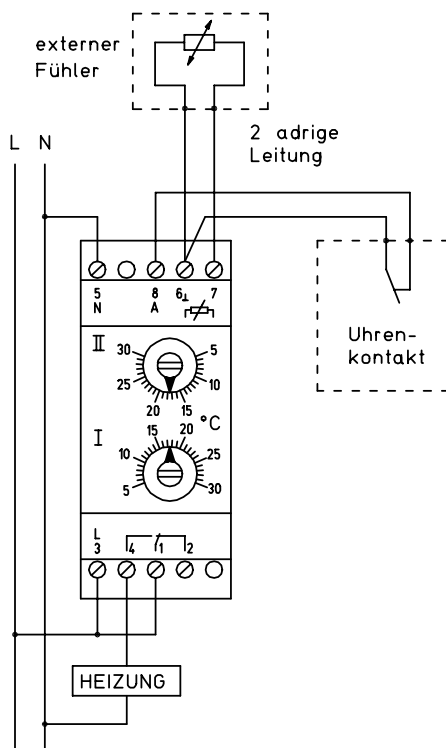 externer
Fühler
2 adrige
Leitung
L N
5 8 6⊥ 7
N A
Uhren-
kontakt
II
30 5
25 10
20 15
°C
I
15 20
10 25
5 30
L
3 4 1 2
HEIZUNG